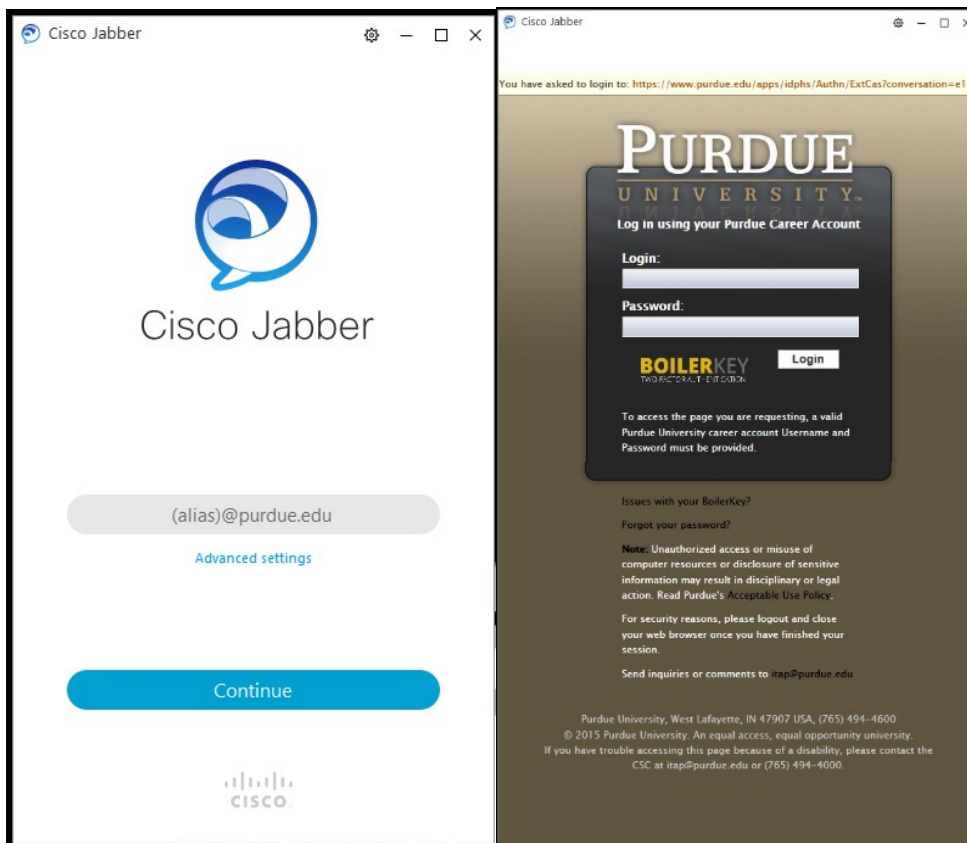 Cisco Jabber
Cisco Jabber
(alias)@purdue.edu
Advanced settings
Continue
CISCO
Cisco Jabber
You have asked to login to: https://www.purdue.edu/apps/idphs/Authn/ExtCas?conversation=e1
PURDUE
UNIVERSITY
Log in using your Purdue Career Account
Login:
Password:
BOILERKEY
TWO FACTOR AUTHENTICATION
Login
To access the page you are requesting, a valid
Purdue University career account Username and
Password must be provided.
Issues with your BoilerKey?
Forgot your password?
Note: Unauthorized access or misuse of
computer resources or disclosure of sensitive
information may result in disciplinary or legal
action. Read Purdue's Acceptable Use Policy.
For security reasons, please logout and close
your web browser once you have finished your
session.
Send inquiries or comments to itap@purdue.edu
Purdue University, West Lafayette, IN 47907 USA, (765) 494-4600
© 2015 Purdue University. An equal access, equal opportunity university.
If you have trouble accessing this page because of a disability, please contact the
CSC at itap@purdue.edu or (765) 494-4000.